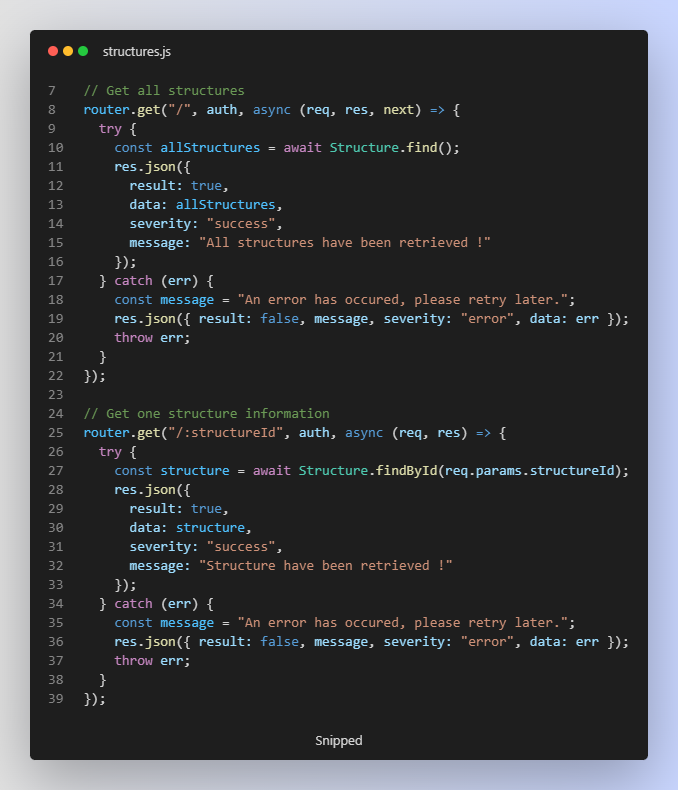 structures.js
7 // Get all structures
8 router.get("/", auth, async (req, res, next) => {
9   try {
10     const allStructures = await Structure.find();
11     res.json({
12       result: true,
13       data: allStructures,
14       severity: "success",
15       message: "All structures have been retrieved !"
16     });
17   } catch (err) {
18     const message = "An error has occured, please retry later.";
19     res.json({ result: false, message, severity: "error", data: err });
20     throw err;
21   }
22 });
23
24 // Get one structure information
25 router.get("/:structureId", auth, async (req, res) => {
26   try {
27     const structure = await Structure.findById(req.params.structureId);
28     res.json({
29       result: true,
30       data: structure,
31       severity: "success",
32       message: "Structure have been retrieved !"
33     });
34   } catch (err) {
35     const message = "An error has occured, please retry later.";
36     res.json({ result: false, message, severity: "error", data: err });
37     throw err;
38   }
39 });
Snipped